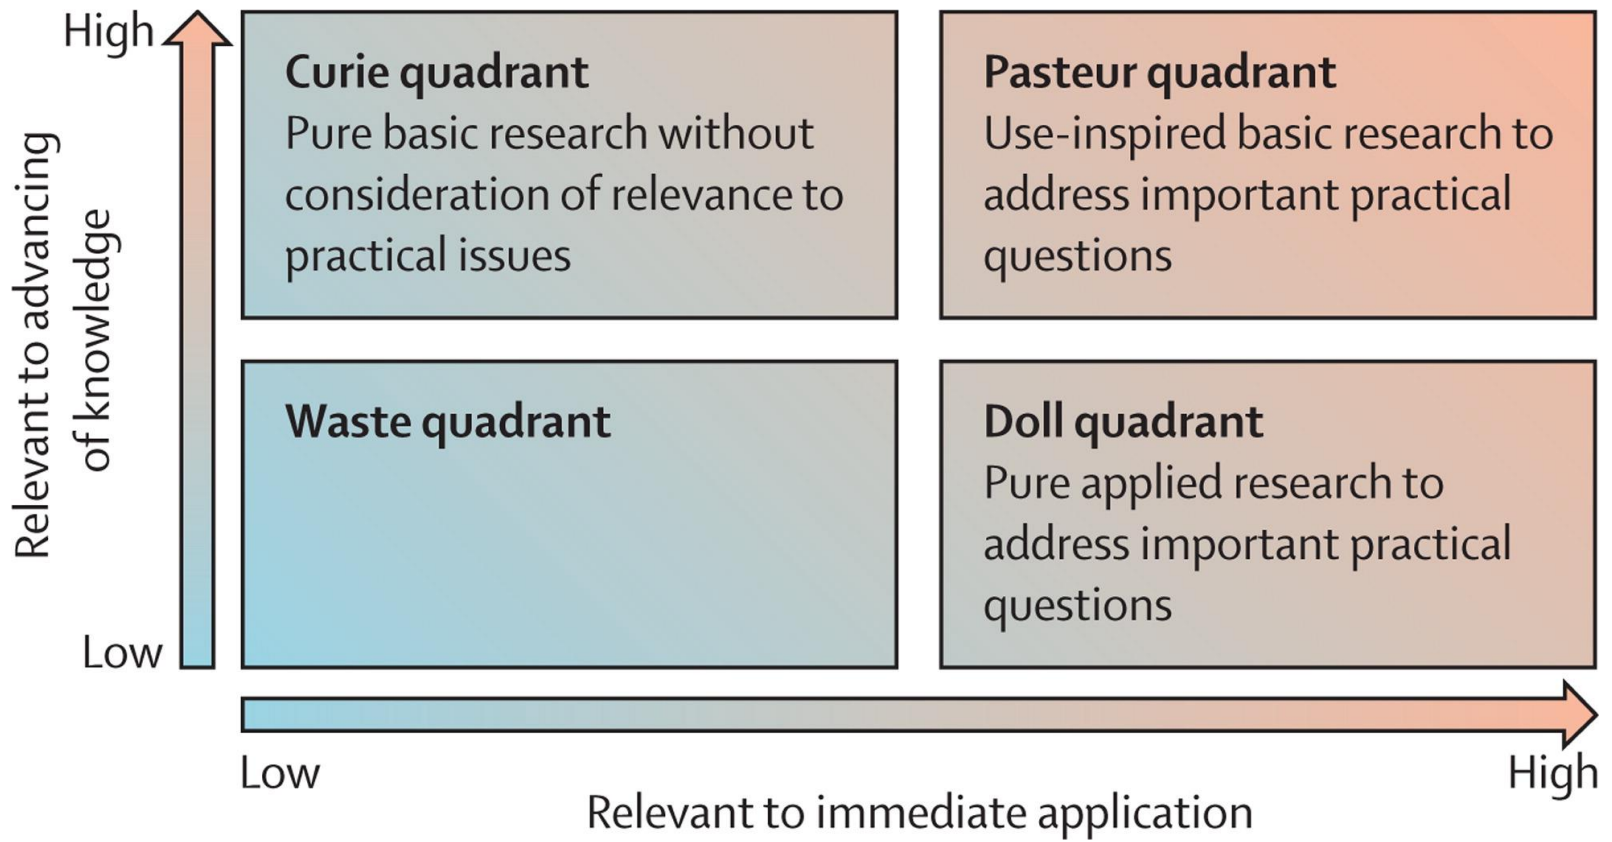 High
Relevant to advancing
of knowledge
Low
Curie quadrant
Pure basic research without
consideration of relevance to
practical issues
Pasteur quadrant
Use-inspired basic research to
address important practical
questions
Waste quadrant
Doll quadrant
Pure applied research to
address important practical
questions
Low
High
Relevant to immediate application